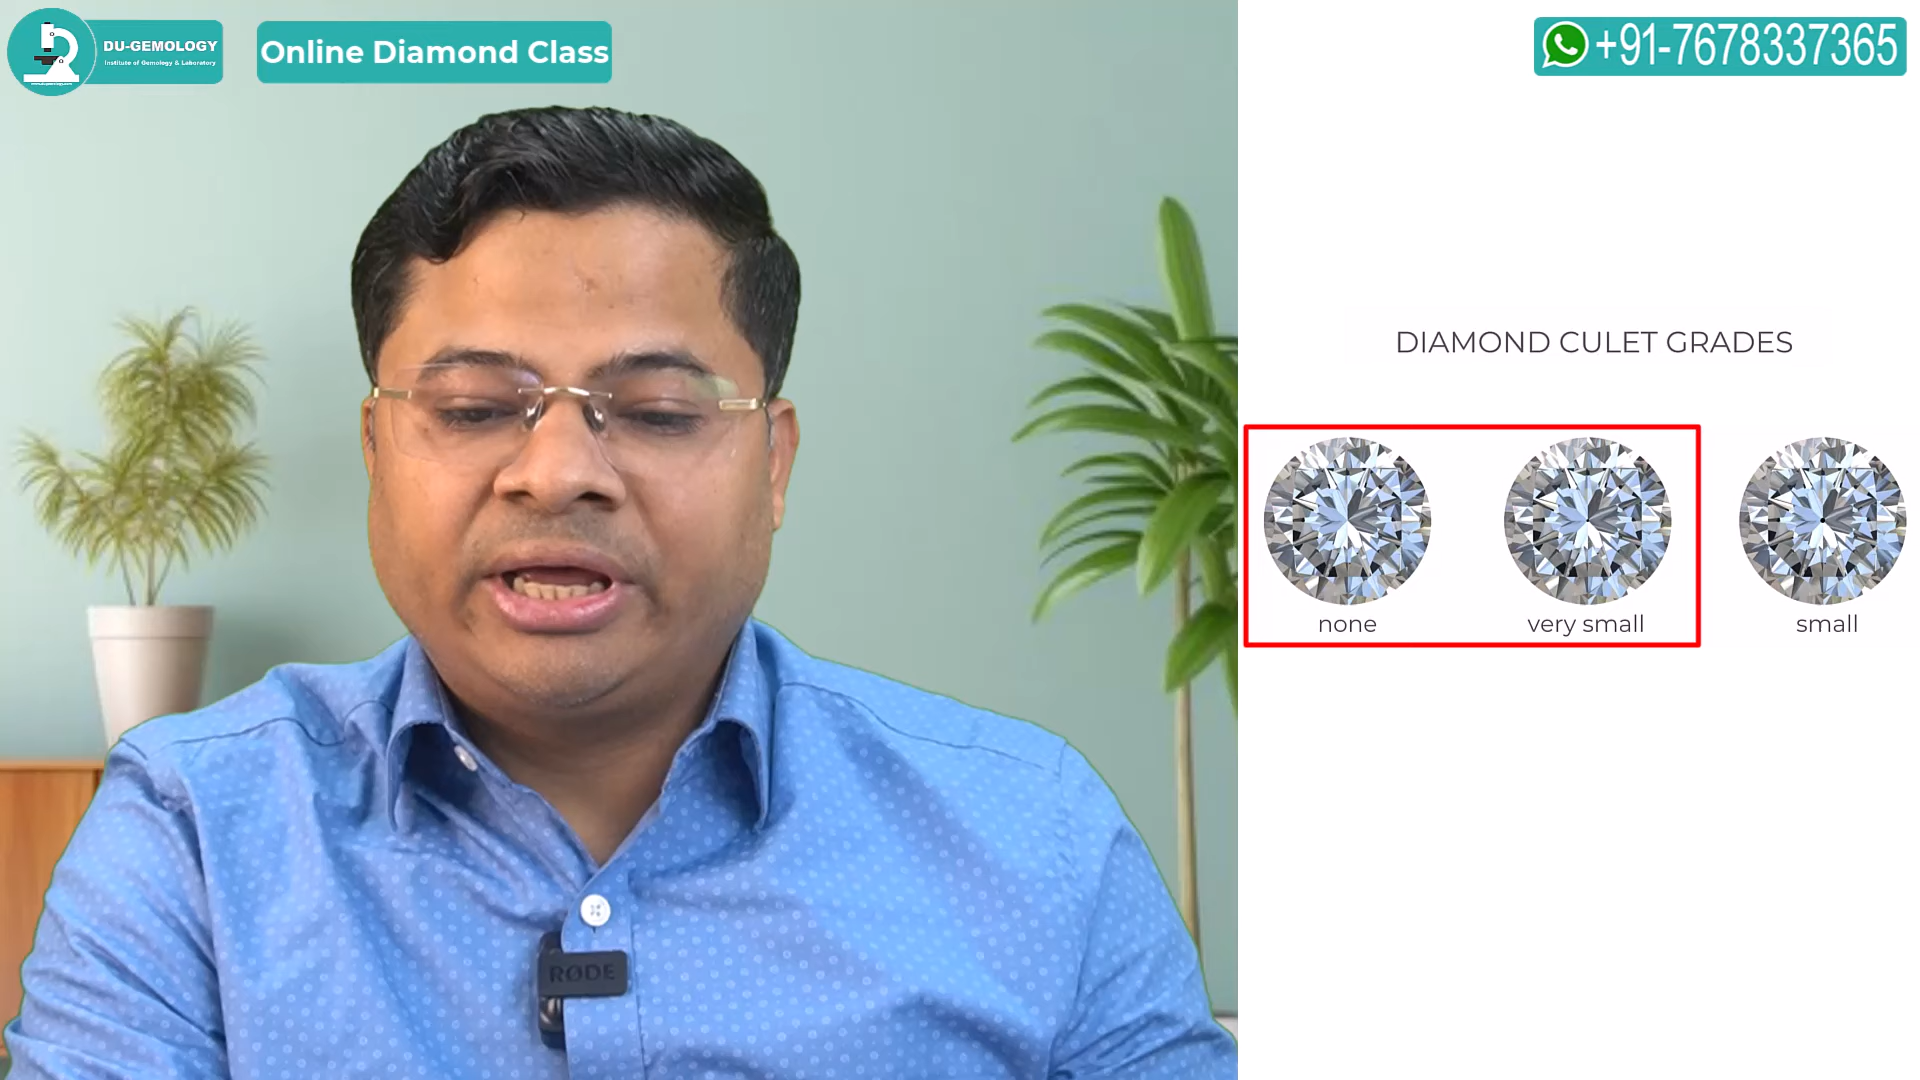 DU-GEMOLOGY
Institute of Gemology & Laboratory
Online Diamond Class
+91-7678337365
DIAMOND CULET GRADES
none
very small
small
RØDE